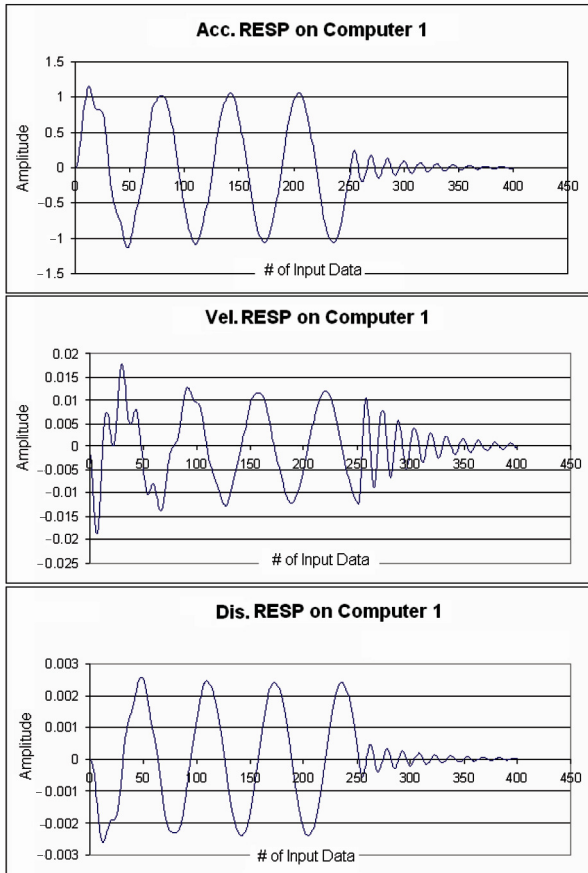 Acc. RESP on Computer 1
Amplitude
1.5
1
0.5
0
−0.5
−1
−1.5
0 50 100 150 200 250 300 350 400 450
# of Input Data
Vel. RESP on Computer 1
Amplitude
0.02
0.015
0.01
0.005
0
−0.005
−0.01
−0.015
−0.02
−0.025
0 50 100 150 200 250 300 350 400 450
# of Input Data
Dis. RESP on Computer 1
Amplitude
0.003
0.002
0.001
0
−0.001
−0.002
−0.003
0 50 100 150 200 250 300 350 400 450
# of Input Data